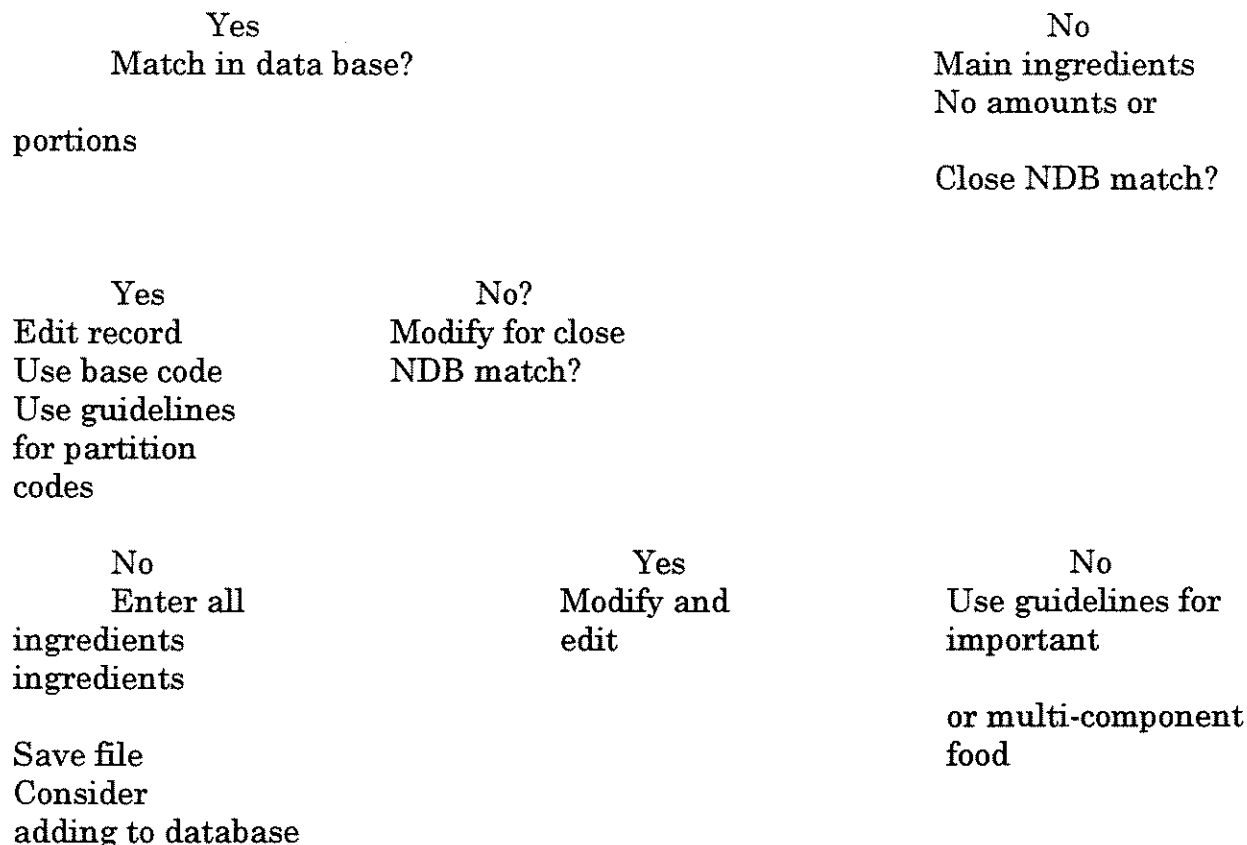 Yes No
Match in data base? Main ingredients
No amounts or
portions
Close NDB match?
Yes No?
Edit record Modify for close
Use base code NDB match?
Use guidelines
for partition
codes
No Yes No
Enter all Modify and Use guidelines for
ingredients edit important
ingredients
or multi-component
Save file food
Consider
adding to database